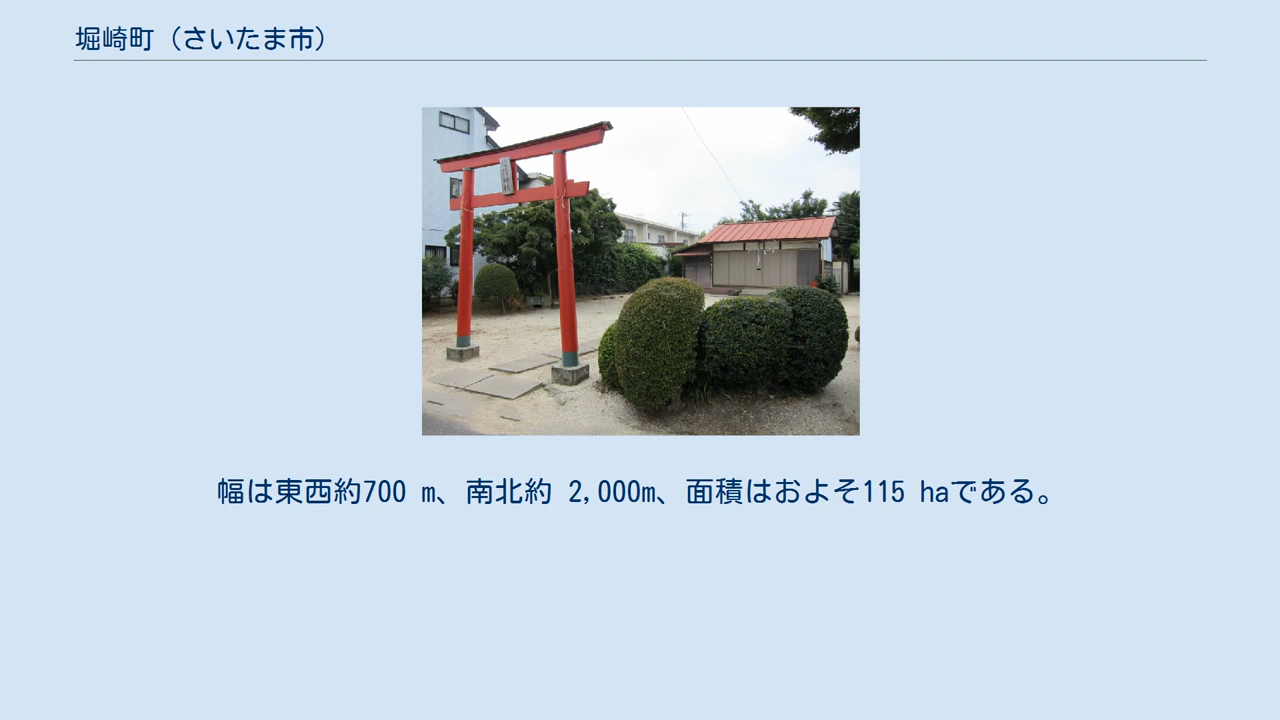 堀崎町（さいたま市）
幅は東西約700 m、南北約 2,000m、面積はおよそ115 haである。